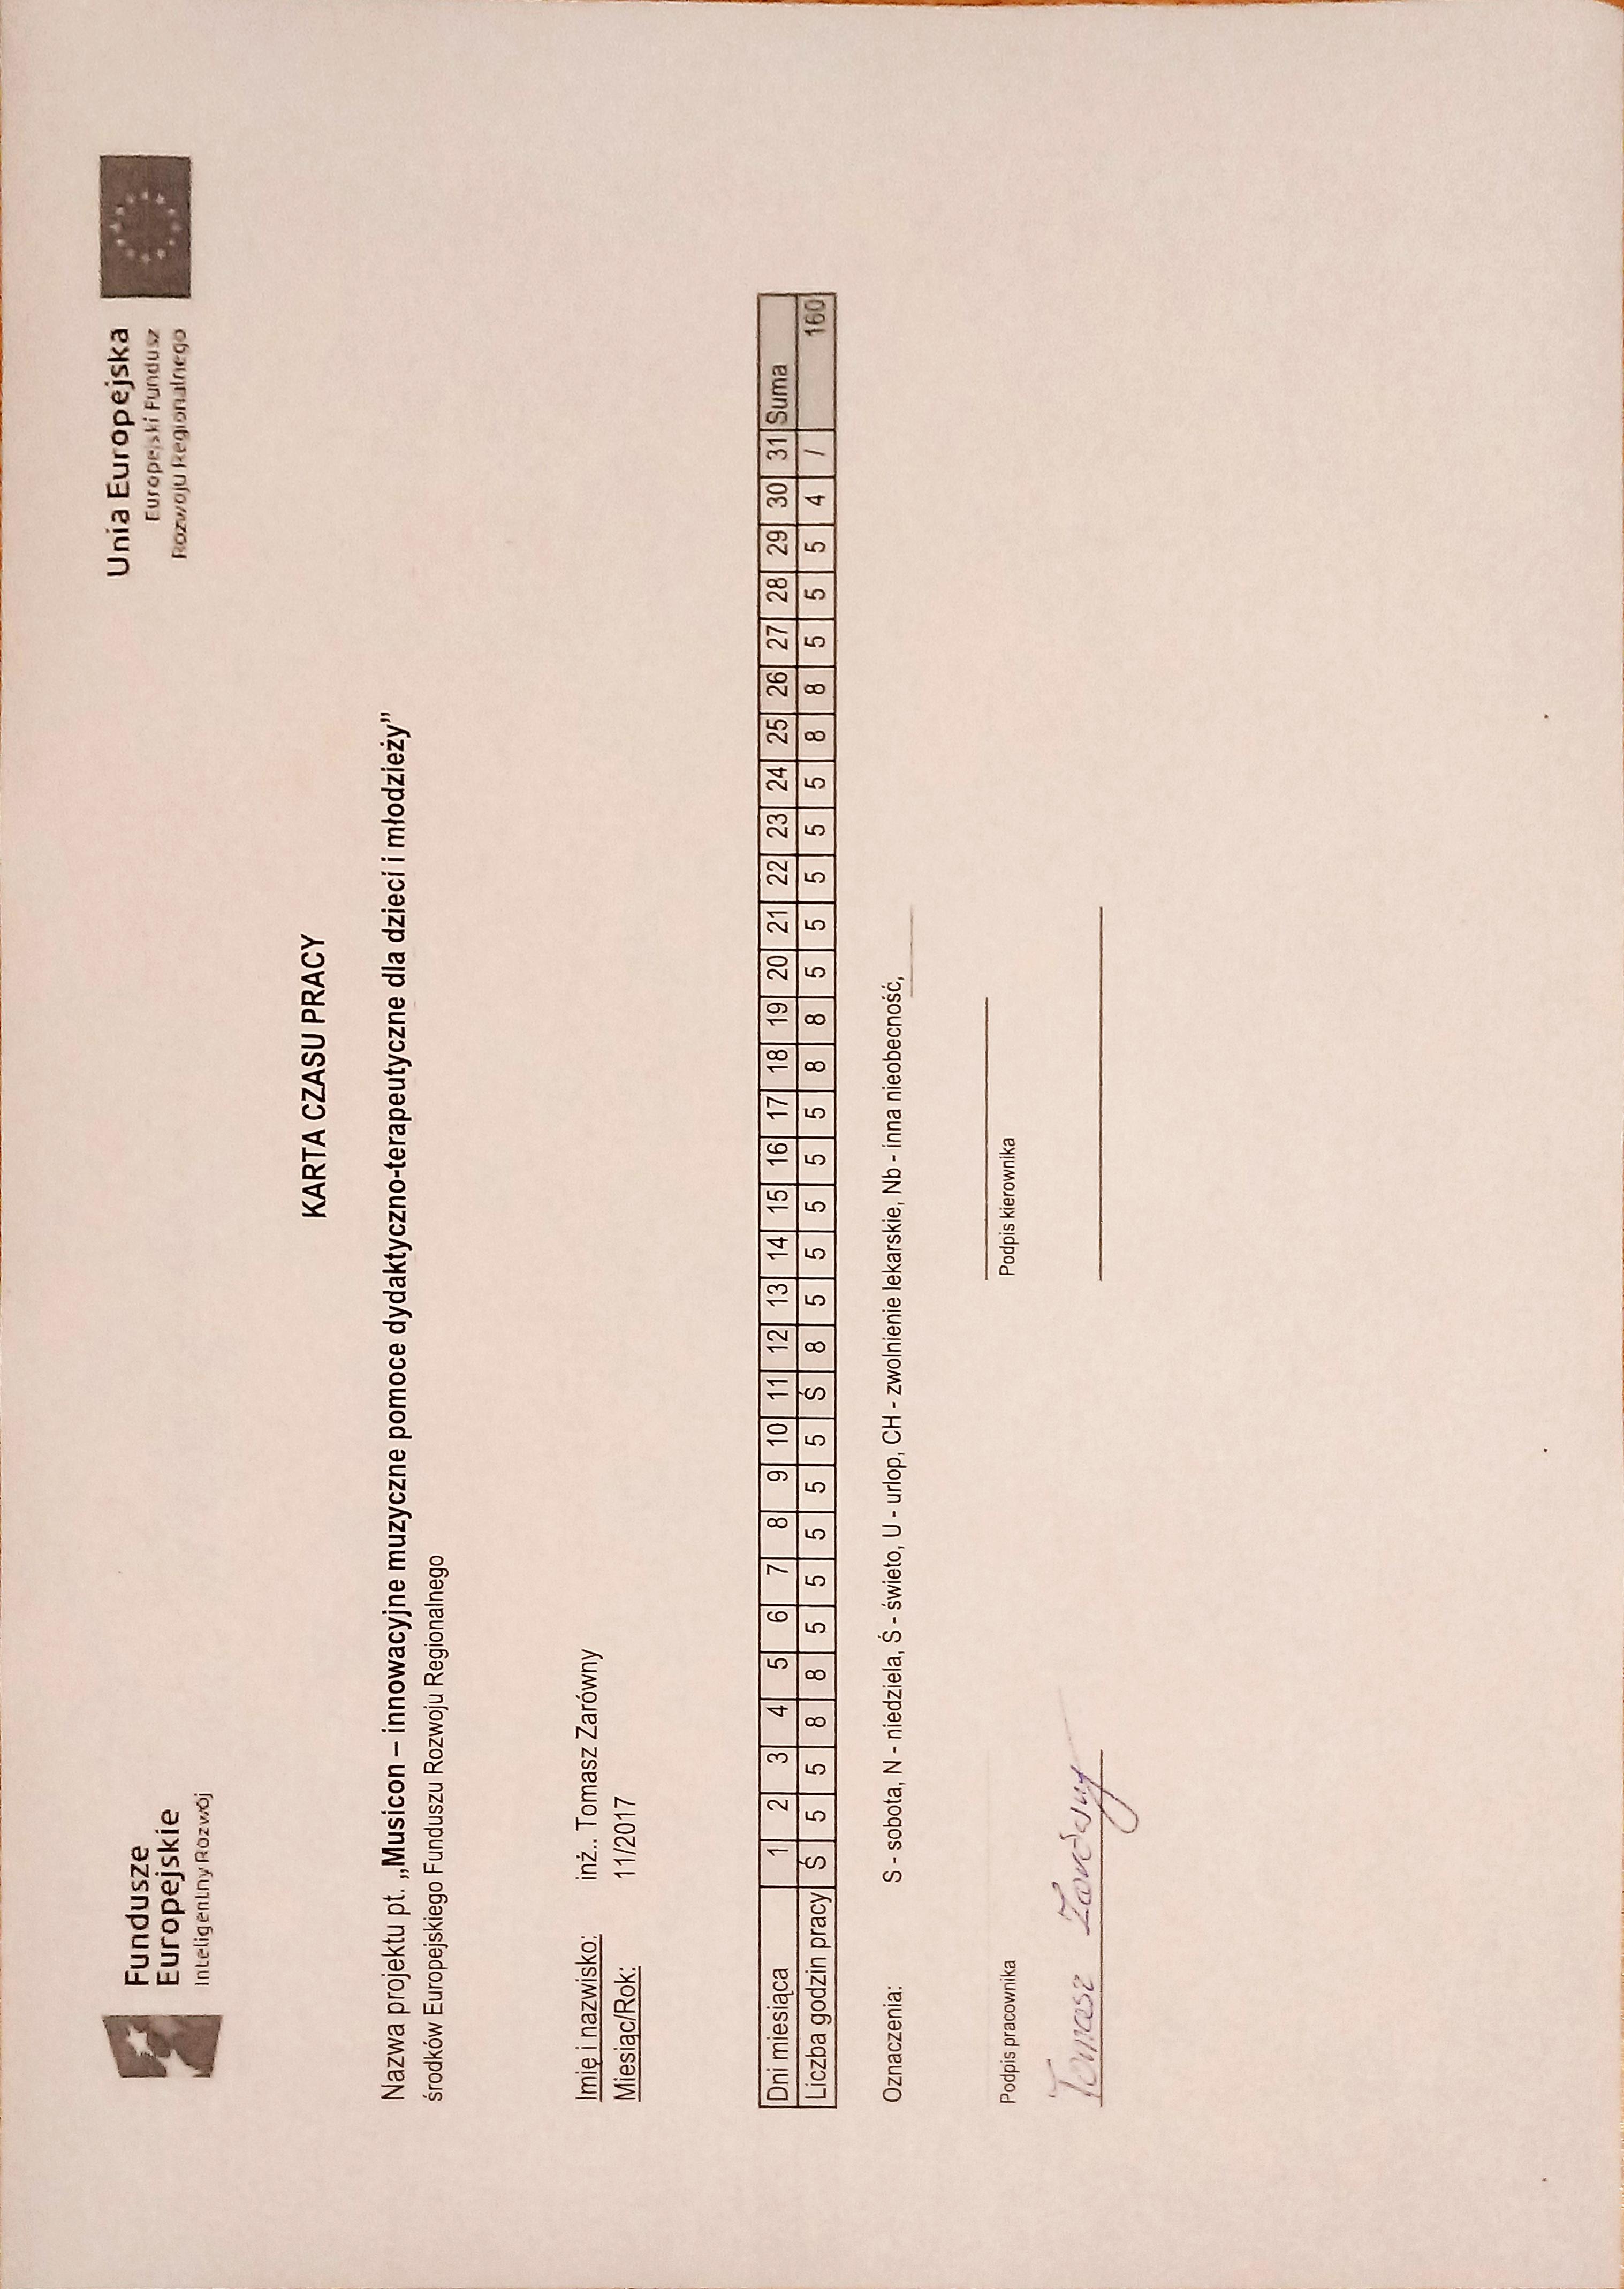 Fundusze
Europejskie
Inteligentny Rozwój
Unia Europejska
Europejski Fundusz
Rozwoju Regionalnego
KARTA CZASU PRACY
Nazwa projektu pt. „Musicon – innowacyjne muzyczne pomoce dydaktyczno-terapeutyczne dla dzieci i młodzieży”
środków Europejskiego Funduszu Rozwoju Regionalnego
Imię i nazwisko: inż.. Tomasz Zarówny
Miesiąc/Rok: 11/2017
Dni miesiąca 1 2 3 4 5 6 7 8 9 10 11 12 13 14 15 16 17 18 19 20 21 22 23 24 25 26 27 28 29 30 31 Suma
Liczba godzin pracy Ś 5 5 8 8 5 5 5 5 5 Ś 8 5 5 5 5 5 8 8 5 5 5 5 5 8 8 5 5 5 4 / 160
Oznaczenia: S - sobota, N - niedziela, Ś - świeto, U - urlop, CH - zwolnienie lekarskie, Nb - inna nieobecność,
Podpis pracownika Podpis kierownika
Tomasz Zarówny